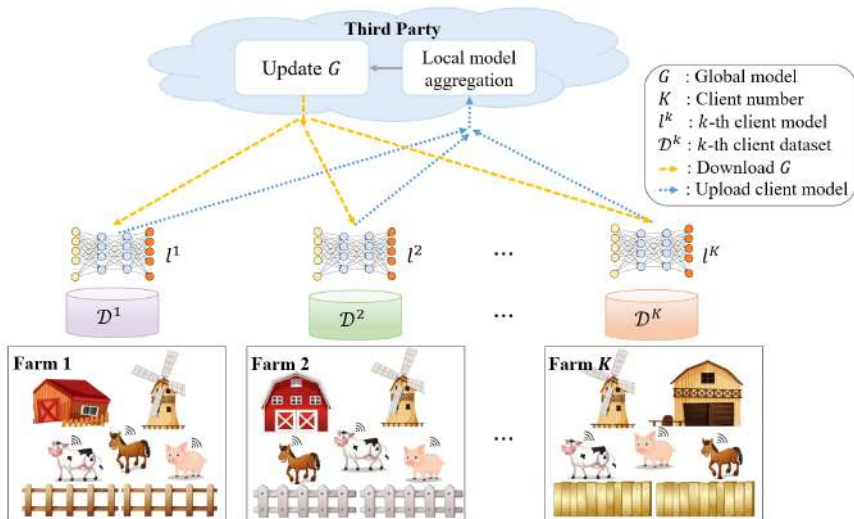 Third Party
Update G
Local model
aggregation
G : Global model
K : Client number
l^k : k-th client model
𝒟^k : k-th client dataset
: Download G
: Upload client model
l^1
l^2
...
l^K
𝒟^1
𝒟^2
...
𝒟^K
Farm 1
Farm 2
...
Farm K